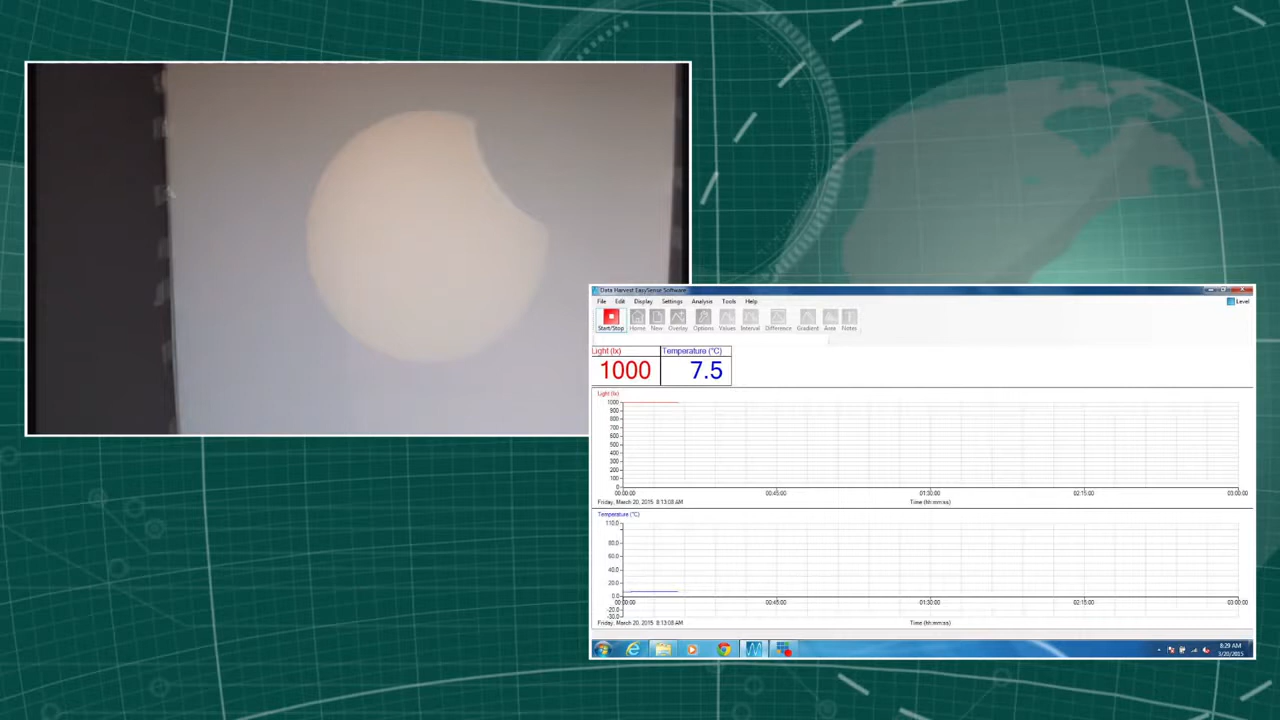 Data Harvest EasySense Software
File Edit Display Settings Analysis Tools Help
Level
Start/Stop Home New Overlay Options Values Interval Difference Gradient Area Notes
Light (lx) Temperature (°C)
1000 7.5
Light (lx)
1000
900
800
700
600
500
400
300
200
100
0
00:00:00 00:45:00 01:30:00 02:15:00 03:00:00
Friday, March 20, 2015 8:13:08 AM Time (hh:mm:ss)
Temperature (°C)
110.0
80.0
60.0
40.0
20.0
0.0
-20.0
-30.0
00:00:00 00:45:00 01:30:00 02:15:00 03:00:00
Friday, March 20, 2015 8:13:08 AM Time (hh:mm:ss)
8:29 AM
3/20/2015